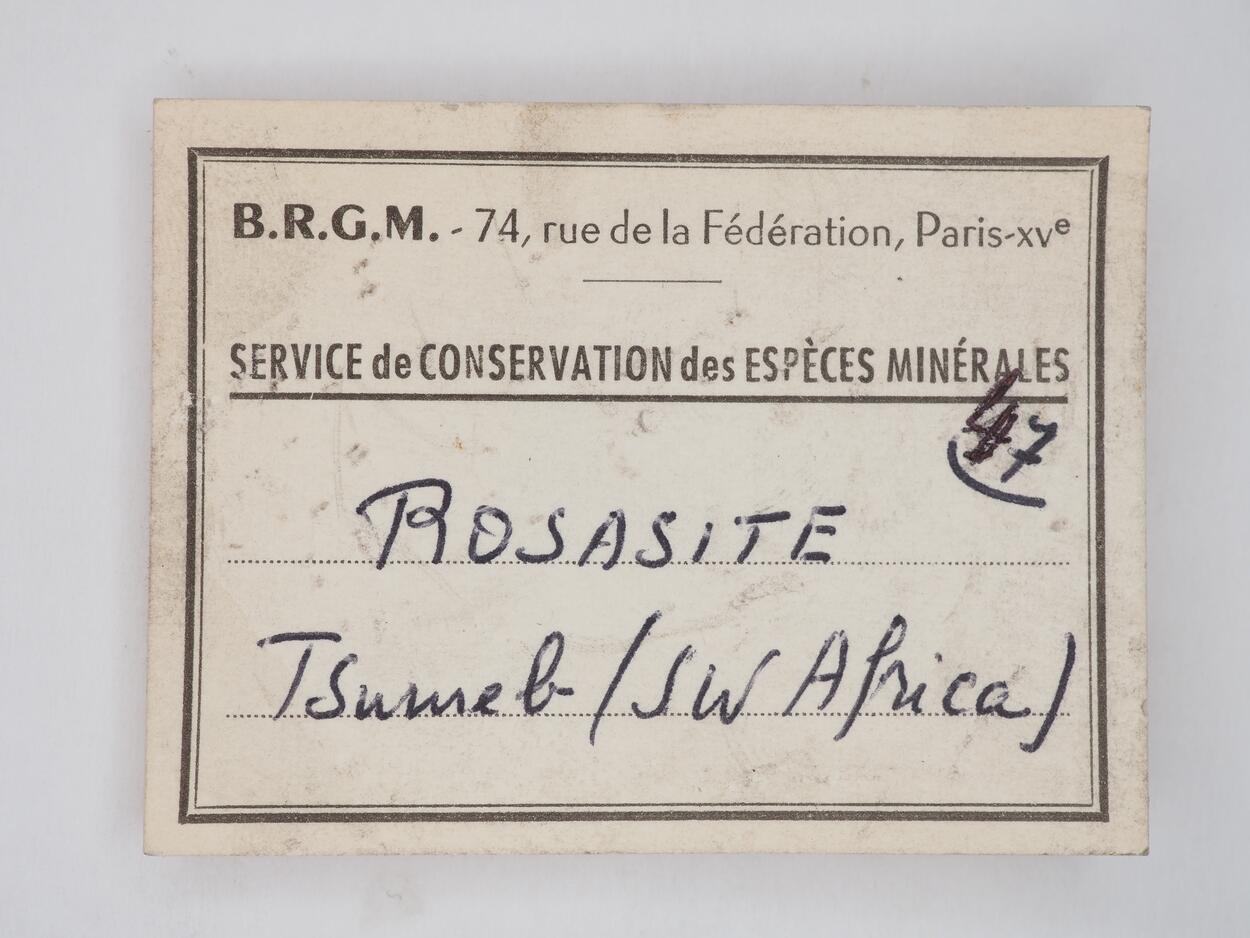 B.R.G.M. - 74, rue de la Fédération, Paris-XVe
SERVICE de CONSERVATION des ESPÈCES MINÉRALES
47
ROSASITE
Tsumeb (SW Africa)